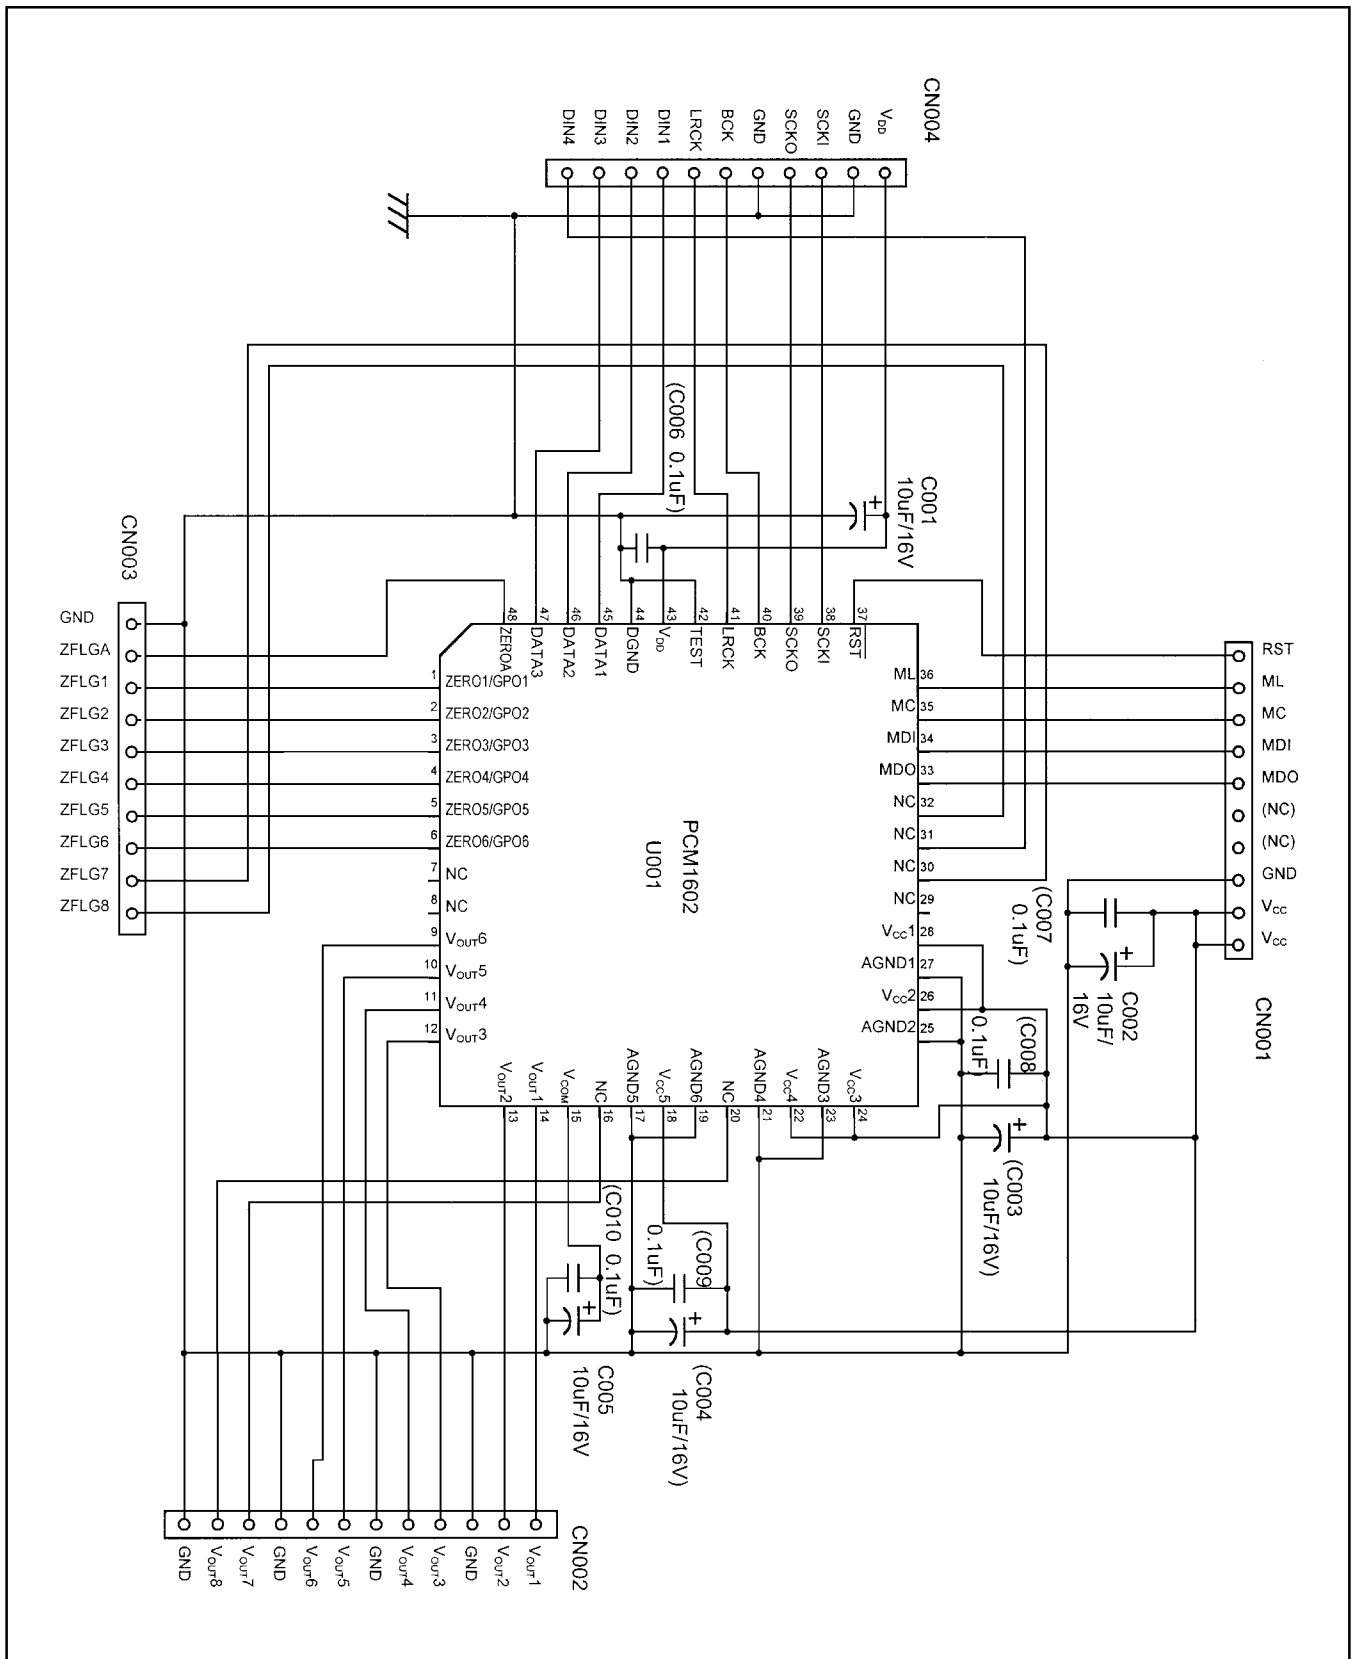 CN004
DIN4
DIN3
DIN2
DIN1
LRCK
BCK
GND
SCKO
SCKI
GND
VDD
(C006 0.1uF)
C001
10uF/16V
+
CN003
GND
ZFLGA
ZFLG1
ZFLG2
ZFLG3
ZFLG4
ZFLG5
ZFLG6
ZFLG7
ZFLG8
48 ZEROA
47 DATA3
46 DATA2
45 DATA1
44 DGND
43 VDD
42 TEST
41 LRCK
40 BCK
39 SCKO
38 SCKI
37 RST
1 ZERO1/GPO1
2 ZERO2/GPO2
3 ZERO3/GPO3
4 ZERO4/GPO4
5 ZERO5/GPO5
6 ZERO6/GPO6
7 NC
8 NC
9 VOUT6
10 VOUT5
11 VOUT4
12 VOUT3
PCM1602
U001
ML 36
MC 35
MDI 34
MDO 33
NC 32
NC 31
NC 30
NC 29
VCC1 28
AGND1 27
VCC2 26
AGND2 25
VOUT2 13
VOUT1 14
VCOM 15
NC 16
AGND5 17
VCC5 18
AGND6 19
NC 20
AGND4 21
VCC4 22
AGND3 23
VCC3 24
RST
ML
MC
MDI
MDO
(NC)
(NC)
GND
VCC
VCC
CN001
(C007
0.1uF)
+
C002
10uF/
16V
(C008
0.1uF)
+
(C003
10uF/16V)
(C009
0.1uF)
+
(C004
10uF/16V)
(C010 0.1uF)
+
C005
10uF/16V
CN002
GND
VOUT8
VOUT7
GND
VOUT6
VOUT5
GND
VOUT4
VOUT3
GND
VOUT2
VOUT1